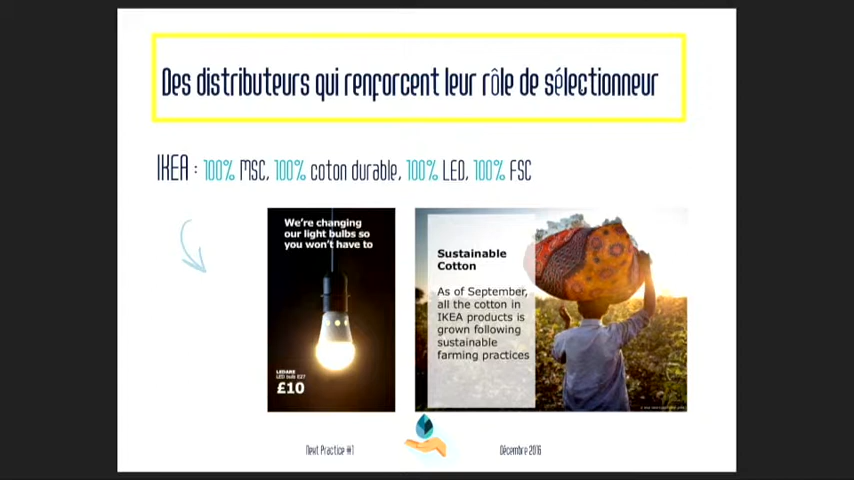 Des distributeurs qui renforcent leur rôle de sélectionneur
IKEA : 100% MSC, 100% coton durable, 100% LED, 100% FSC
We're changing
our light bulbs so
you won't have to
LEDARE
LED bulb E27
£10
Sustainable
Cotton
As of September,
all the cotton in
IKEA products is
grown following
sustainable
farming practices
Next Practice #1
Décembre 2016